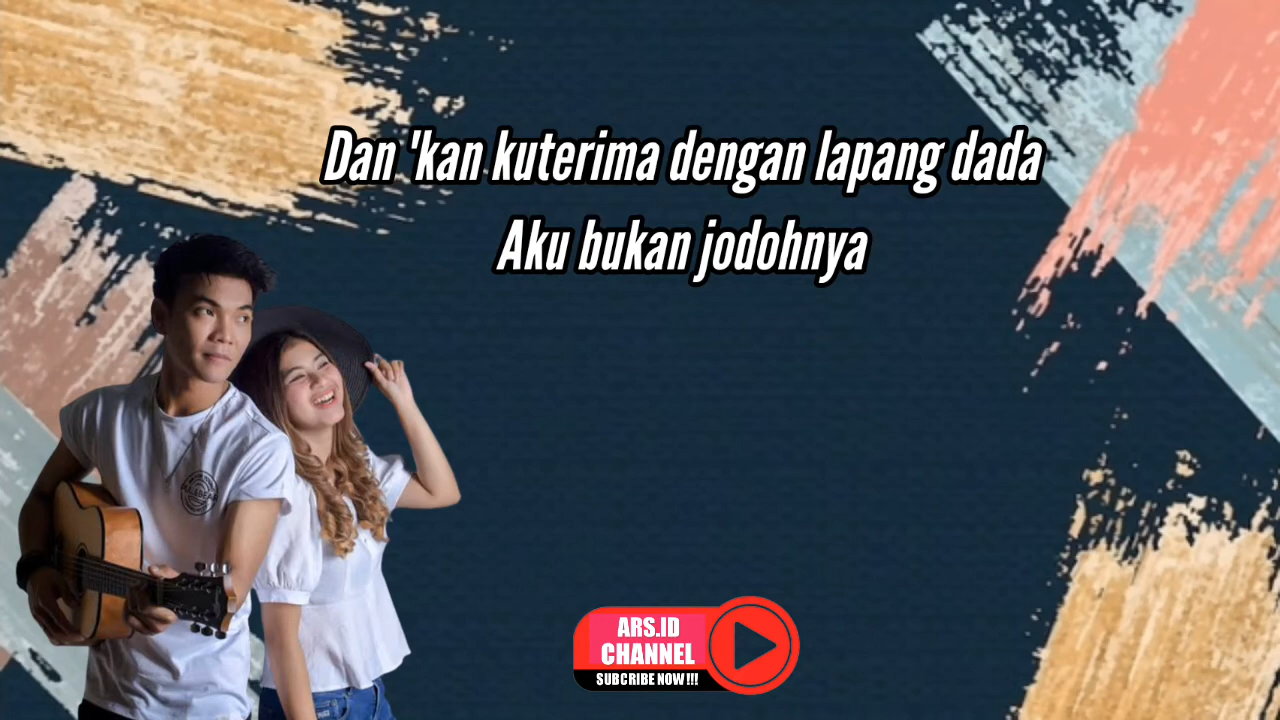 Dan 'kan kuterima dengan lapang dada
Aku bukan jodohnya
ARS.ID
CHANNEL
SUBCRIBE NOW!!!